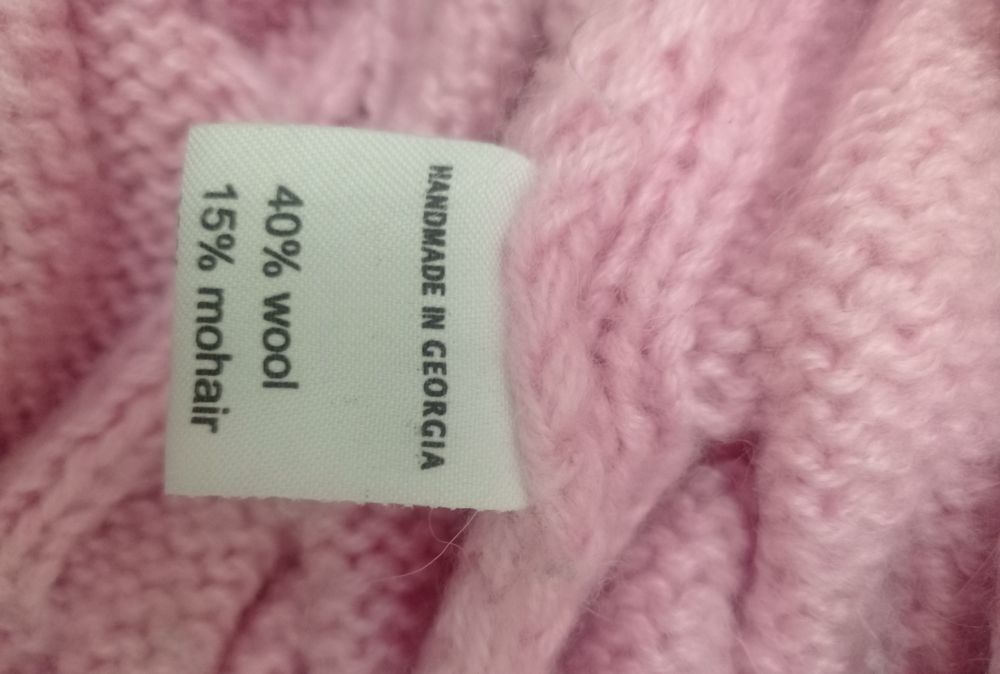 HANDMADE IN GEORGIA
40% wool
15% mohair